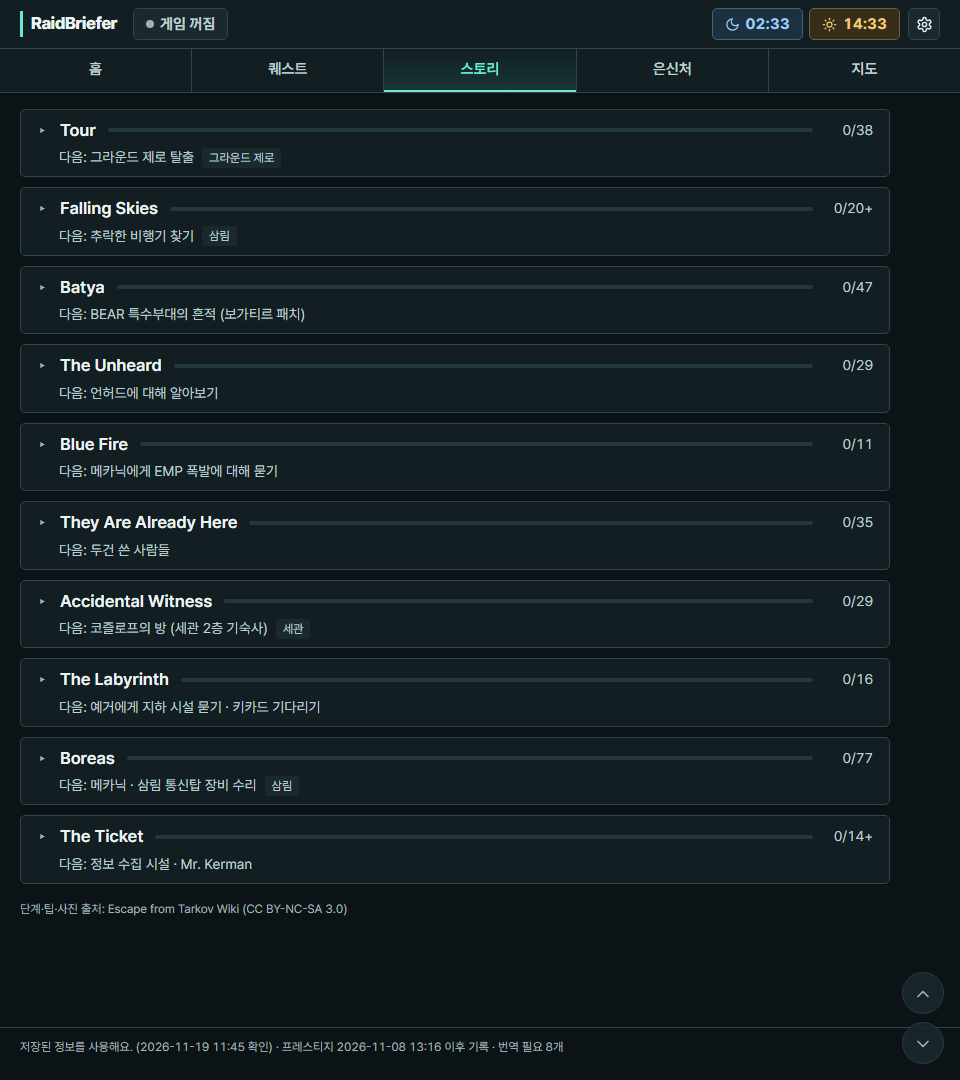 RaidBriefer 게임 꺼짐 02:33 14:33
홈 퀘스트 스토리 은신처 지도
Tour 0/38
다음: 그라운드 제로 탈출 그라운드 제로
Falling Skies 0/20+
다음: 추락한 비행기 찾기 삼림
Batya 0/47
다음: BEAR 특수부대의 흔적 (보가티르 패치)
The Unheard 0/29
다음: 언허드에 대해 알아보기
Blue Fire 0/11
다음: 메카닉에게 EMP 폭발에 대해 묻기
They Are Already Here 0/35
다음: 두건 쓴 사람들
Accidental Witness 0/29
다음: 코즐로프의 방 (세관 2층 기숙사) 세관
The Labyrinth 0/16
다음: 예거에게 지하 시설 묻기 · 키카드 기다리기
Boreas 0/77
다음: 메카닉 · 삼림 통신탑 장비 수리 삼림
The Ticket 0/14+
다음: 정보 수집 시설 · Mr. Kerman
단계·팁·사진 출처: Escape from Tarkov Wiki (CC BY-NC-SA 3.0)
저장된 정보를 사용해요. (2026-11-19 11:45 확인) · 프레스티지 2026-11-08 13:16 이후 기록 · 번역 필요 8개